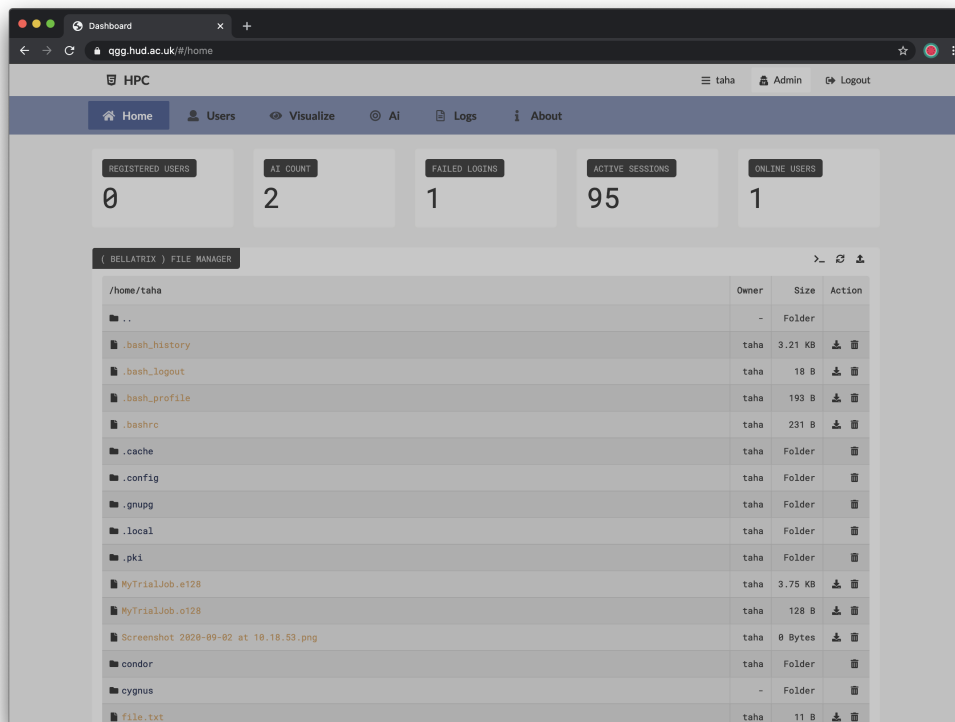 Dashboard
qgg.hud.ac.uk/#/home
HPC
taha
Admin
Logout
Home
Users
Visualize
Ai
Logs
About
REGISTERED USERS
0
AI COUNT
2
FAILED LOGINS
1
ACTIVE SESSIONS
95
ONLINE USERS
1
( BELLATRIX ) FILE MANAGER
/home/taha Owner Size Action
.. - Folder
.bash_history taha 3.21 KB
.bash_logout taha 18 B
.bash_profile taha 193 B
.bashrc taha 231 B
.cache taha Folder
.config taha Folder
.gnupg taha Folder
.local taha Folder
.pki taha Folder
MyTrialJob.e128 taha 3.75 KB
MyTrialJob.o128 taha 128 B
Screenshot 2020-09-02 at 10.18.53.png taha 0 Bytes
condor taha Folder
cygnus - Folder
file.txt taha 11 B